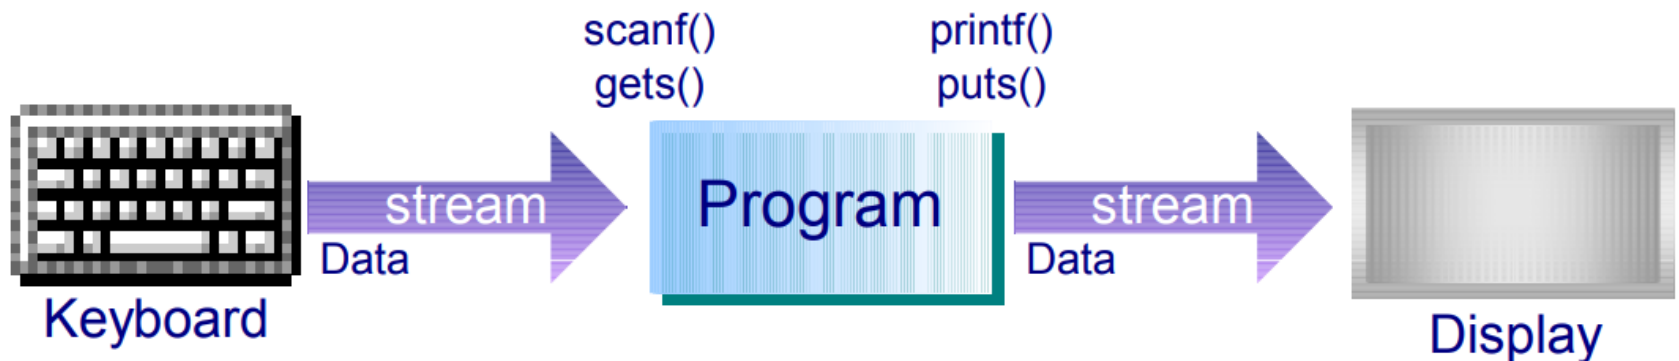 scanf()
gets()
printf()
puts()
stream
Data
Keyboard
Program
stream
Data
Display